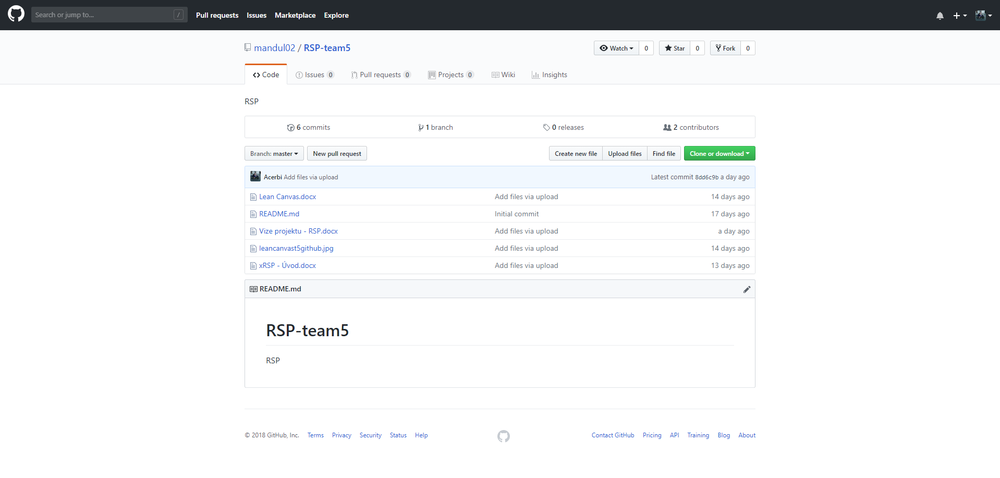 Search or jump to... /
Pull requests Issues Marketplace Explore
mandul02 / RSP-team5
Watch 0 Star 0 Fork 0
Code Issues 0 Pull requests 0 Projects 0 Wiki Insights
RSP
6 commits 1 branch 0 releases 2 contributors
Branch: master New pull request Create new file Upload files Find file Clone or download
Acerbi Add files via upload Latest commit 8dd6c9b a day ago
Lean Canvas.docx Add files via upload 14 days ago
README.md Initial commit 17 days ago
Vize projektu - RSP.docx Add files via upload a day ago
leancanvast5github.jpg Add files via upload 14 days ago
xRSP - Úvod.docx Add files via upload 13 days ago
README.md
RSP-team5
RSP
© 2018 GitHub, Inc. Terms Privacy Security Status Help Contact GitHub Pricing API Training Blog About